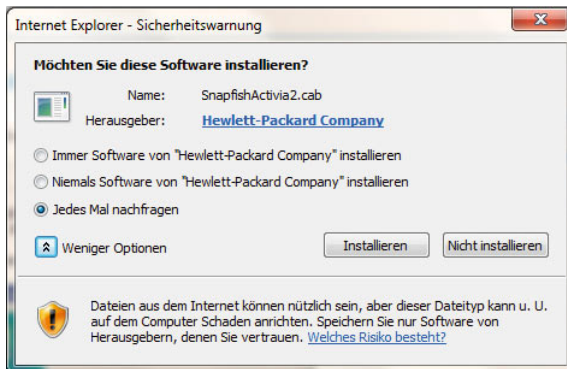 Internet Explorer - Sicherheitswarnung
Möchten Sie diese Software installieren?
Name: SnapfishActivia2.cab
Herausgeber: Hewlett-Packard Company
Immer Software von "Hewlett-Packard Company" installieren
Niemals Software von "Hewlett-Packard Company" installieren
Jedes Mal nachfragen
Weniger Optionen Installieren Nicht installieren
Dateien aus dem Internet können nützlich sein, aber dieser Dateityp kann u. U.
auf dem Computer Schaden anrichten. Speichern Sie nur Software von
Herausgebern, denen Sie vertrauen. Welches Risiko besteht?